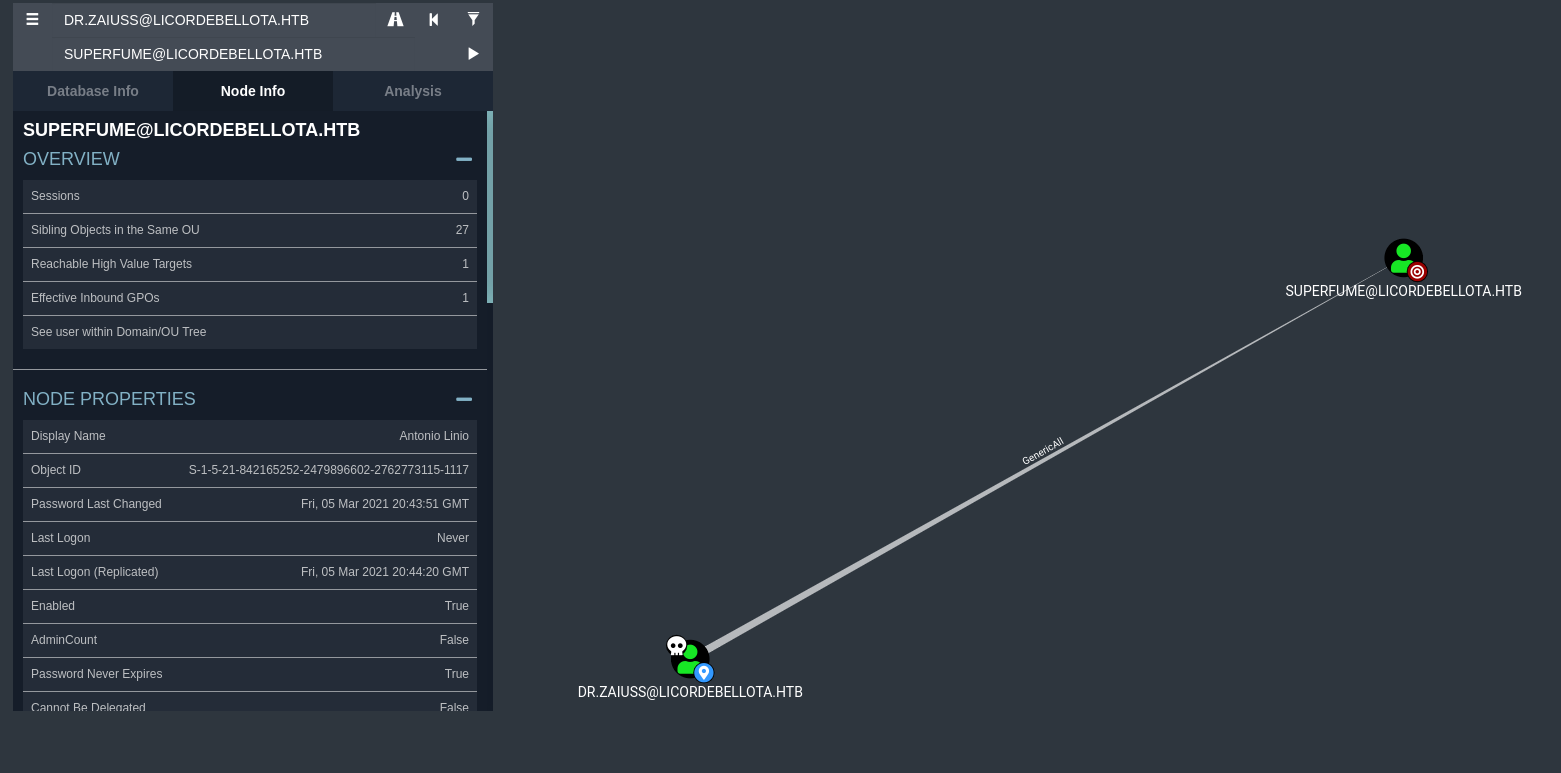 DR.ZAIUSS@LICORDEBELLOTA.HTB
SUPERFUME@LICORDEBELLOTA.HTB
Database Info Node Info Analysis
SUPERFUME@LICORDEBELLOTA.HTB
OVERVIEW
Sessions 0
Sibling Objects in the Same OU 27
Reachable High Value Targets 1
Effective Inbound GPOs 1
See user within Domain/OU Tree
NODE PROPERTIES
Display Name Antonio Linio
Object ID S-1-5-21-842165252-2479896602-2762773115-1117
Password Last Changed Fri, 05 Mar 2021 20:43:51 GMT
Last Logon Never
Last Logon (Replicated) Fri, 05 Mar 2021 20:44:20 GMT
Enabled True
AdminCount False
Password Never Expires True
Cannot Be Delegated False
SUPERFUME@LICORDEBELLOTA.HTB
GenericAll
DR.ZAIUSS@LICORDEBELLOTA.HTB